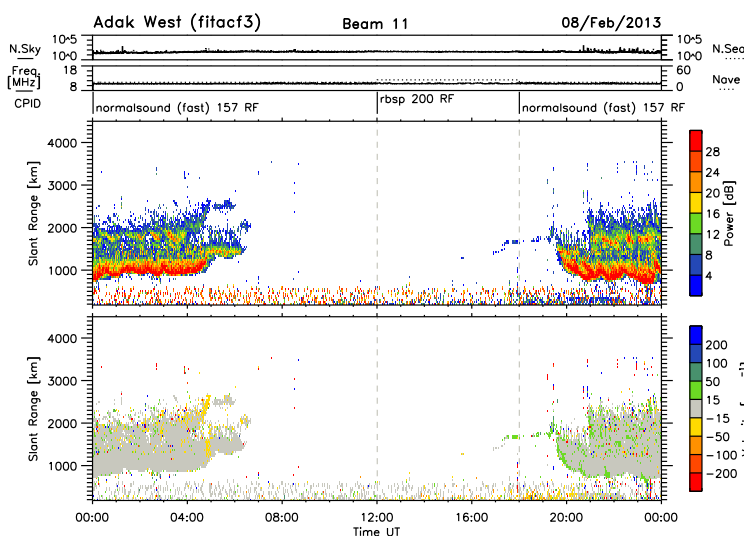 Adak West (fitacf3) Beam 11 08/Feb/2013
10^5 10^5
N.Sky N.Sea
10^0 10^0
Freq. 18 60
[MHz] 8 0 Nave
CPID normalsound (fast) 157 RF rbsp 200 RF normalsound (fast) 157 RF
4000
3000
2000
1000
Slant Range [km]
28
24
20
16
12
8
4
Power [dB]
4000
3000
2000
1000
Slant Range [km]
200
100
50
15
-15
-50
-100
-200
00:00 04:00 08:00 12:00 16:00 20:00 00:00
Time UT